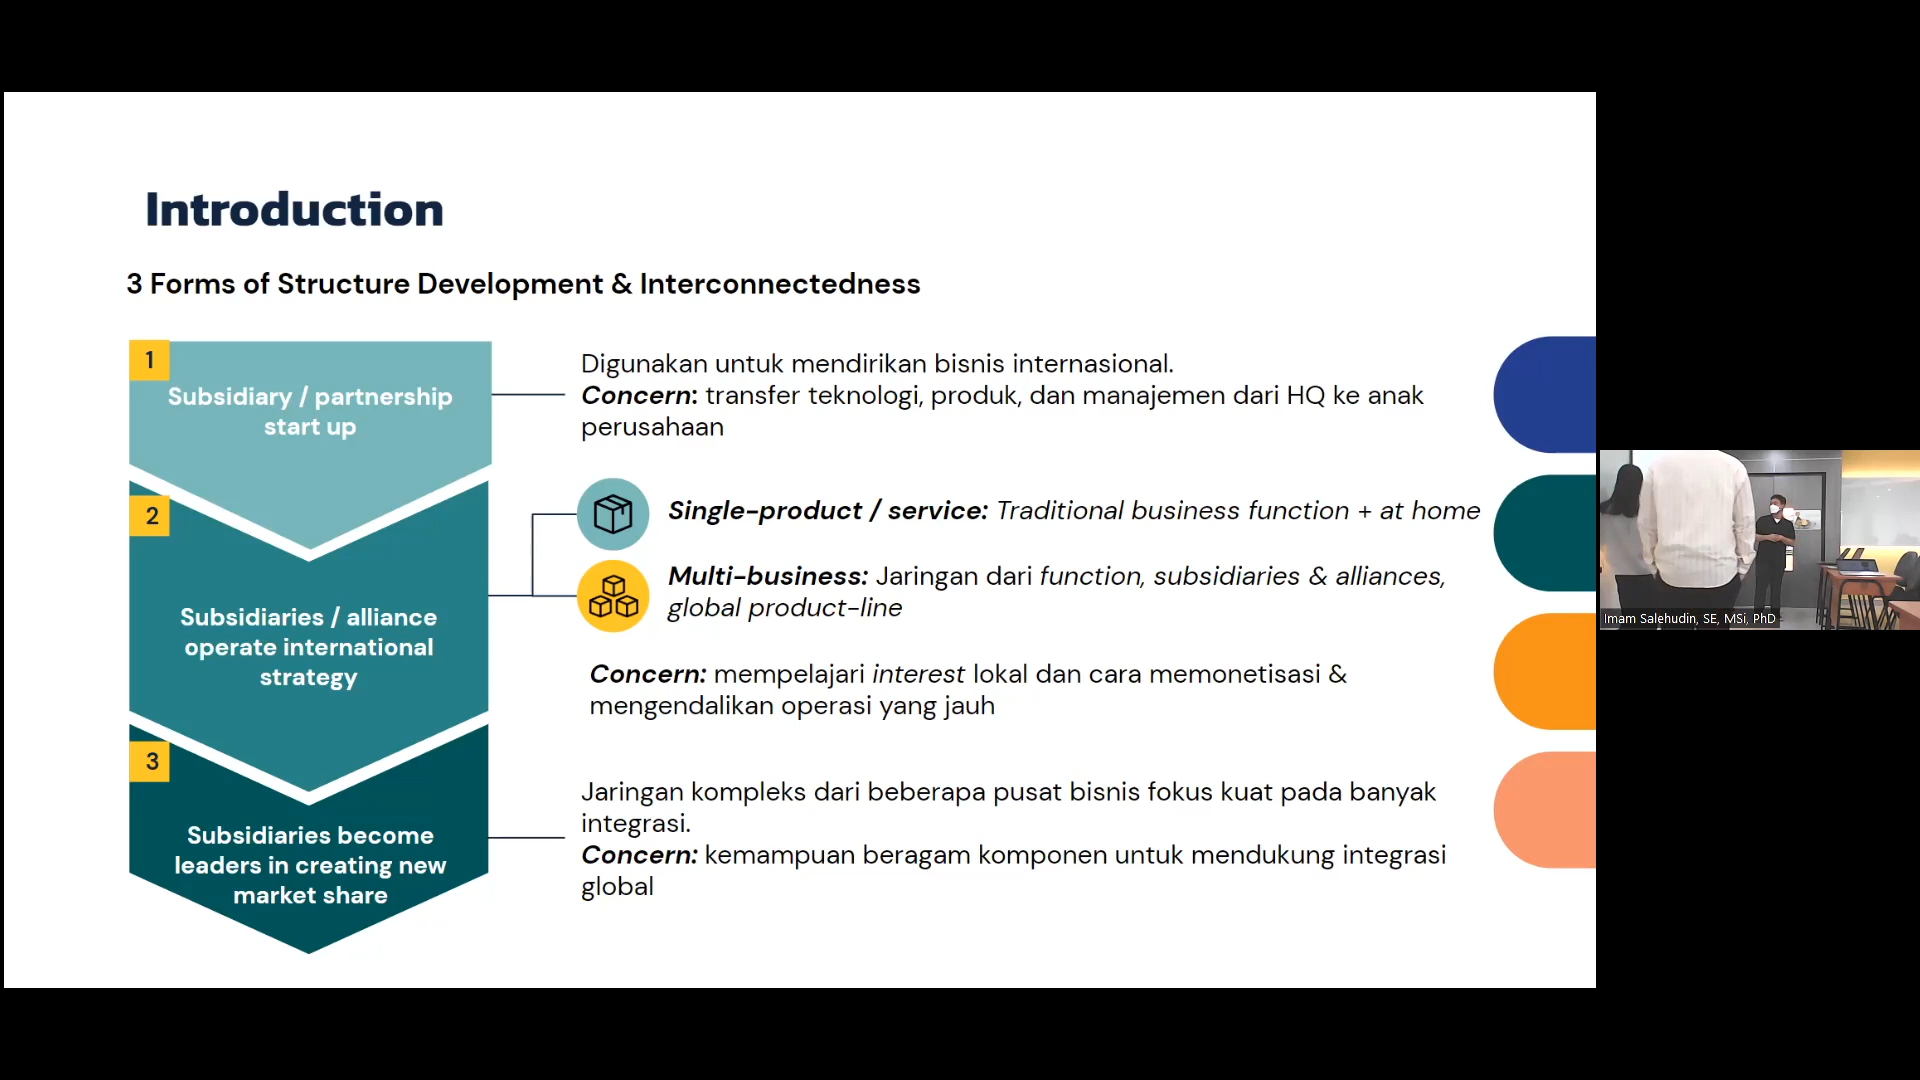 Introduction
3 Forms of Structure Development & Interconnectedness
1
Subsidiary / partnership
start up
Digunakan untuk mendirikan bisnis internasional.
Concern: transfer teknologi, produk, dan manajemen dari HQ ke anak
perusahaan
2
Subsidiaries / alliance
operate international
strategy
Single-product / service: Traditional business function + at home
Multi-business: Jaringan dari function, subsidiaries & alliances,
global product-line
Concern: mempelajari interest lokal dan cara memonetisasi &
mengendalikan operasi yang jauh
3
Subsidiaries become
leaders in creating new
market share
Jaringan kompleks dari beberapa pusat bisnis fokus kuat pada banyak
integrasi.
Concern: kemampuan beragam komponen untuk mendukung integrasi
global
Imam Salehudin, SE, MSi, PhD